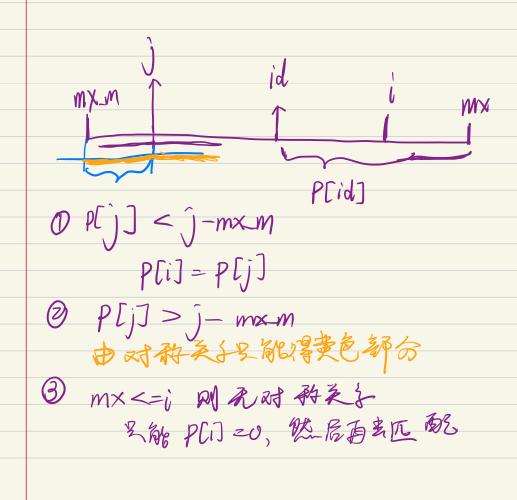 j
id
i
mx_m
mx
P[id]
① P[j] < j-mx_m
P[i] = P[j]
② P[j] > j- mx_m
由对称关系只能得黄色部分
③ mx<=i 则无对称关系
只能 P[i]=0, 然后再去匹配